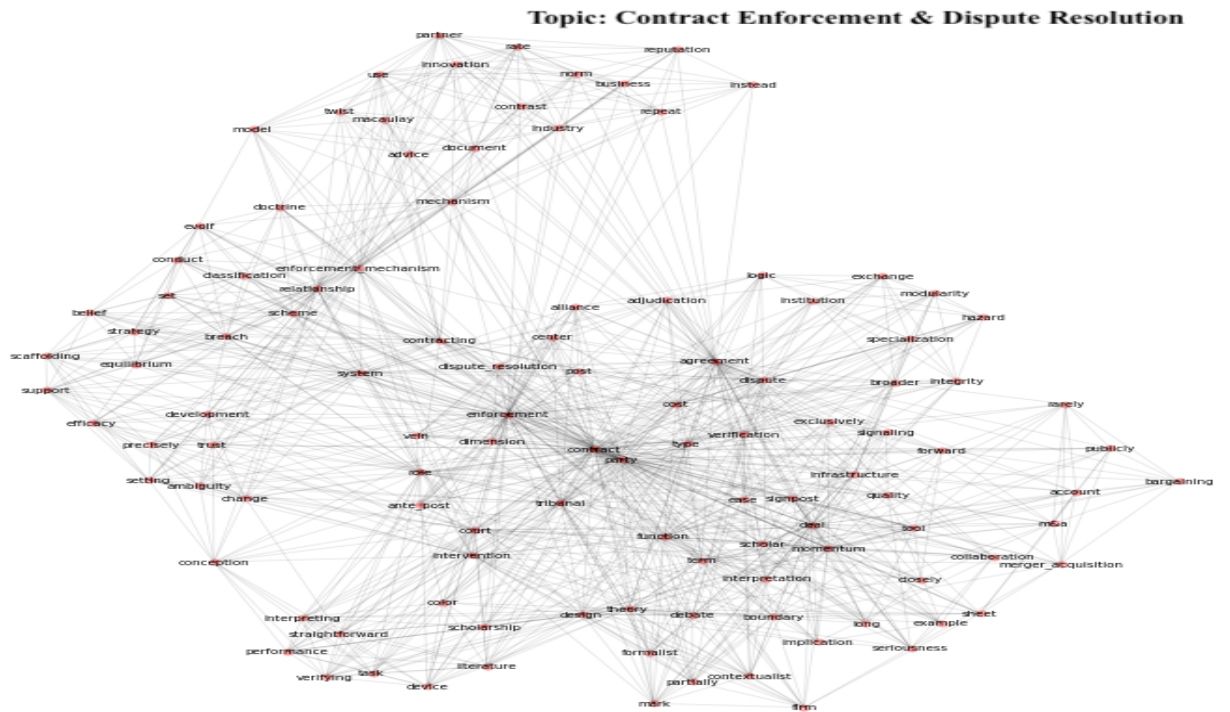 Topic: Contract Enforcement & Dispute Resolution
partner
rate
reputation
innovation
use
norm
business
instead
twist
contrast
repeat
macaulay
model
industry
advice
document
mechanism
doctrine
evolf
conduct
classification
enforcement_mechanism
logic
exchange
relationship
set
modularity
belief
scheme
alliance
adjudication
institution
hazard
strategy
breach
contracting
center
specialization
scaffolding
equilibrium
system
dispute_resolution
post
agreement
dispute
broader
integrity
support
efficacy
development
enforcement
cost
exclusively
rarely
precisely
trust
vein
dimension
contract
party
type
verification
signaling
forward
publicly
setting
ambiguity
change
ante_post
tribunal
ease
signpost
infrastructure
quality
account
bargaining
court
function
deal
tool
m&a
conception
intervention
term
scholar
momentum
collaboration
merger_acquisition
interpretation
closely
color
design
theory
debate
boundary
long
example
sheet
interpreting
straightforward
scholarship
implication
seriousness
performance
formalist
verifying
task
literature
device
partially
contextualist
mark
firm